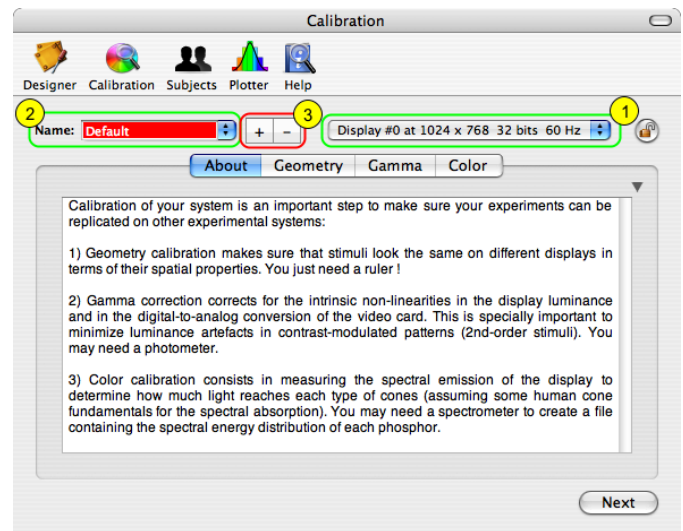 Calibration
Designer Calibration Subjects Plotter Help
2 3 1
Name: Default + - Display #0 at 1024 x 768 32 bits 60 Hz
About Geometry Gamma Color
Calibration of your system is an important step to make sure your experiments can be
replicated on other experimental systems:
1) Geometry calibration makes sure that stimuli look the same on different displays in
terms of their spatial properties. You just need a ruler !
2) Gamma correction corrects for the intrinsic non-linearities in the display luminance
and in the digital-to-analog conversion of the video card. This is specially important to
minimize luminance artefacts in contrast-modulated patterns (2nd-order stimuli). You
may need a photometer.
3) Color calibration consists in measuring the spectral emission of the display to
determine how much light reaches each type of cones (assuming some human cone
fundamentals for the spectral absorption). You may need a spectrometer to create a file
containing the spectral energy distribution of each phosphor.
Next